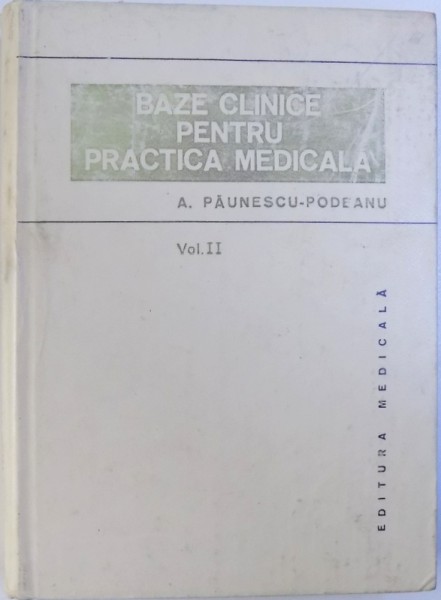 BAZE CLINICE
PENTRU
PRACTICA MEDICALA
A. PĂUNESCU-PODEANU
Vol.II
EDITURA MEDICALĂ